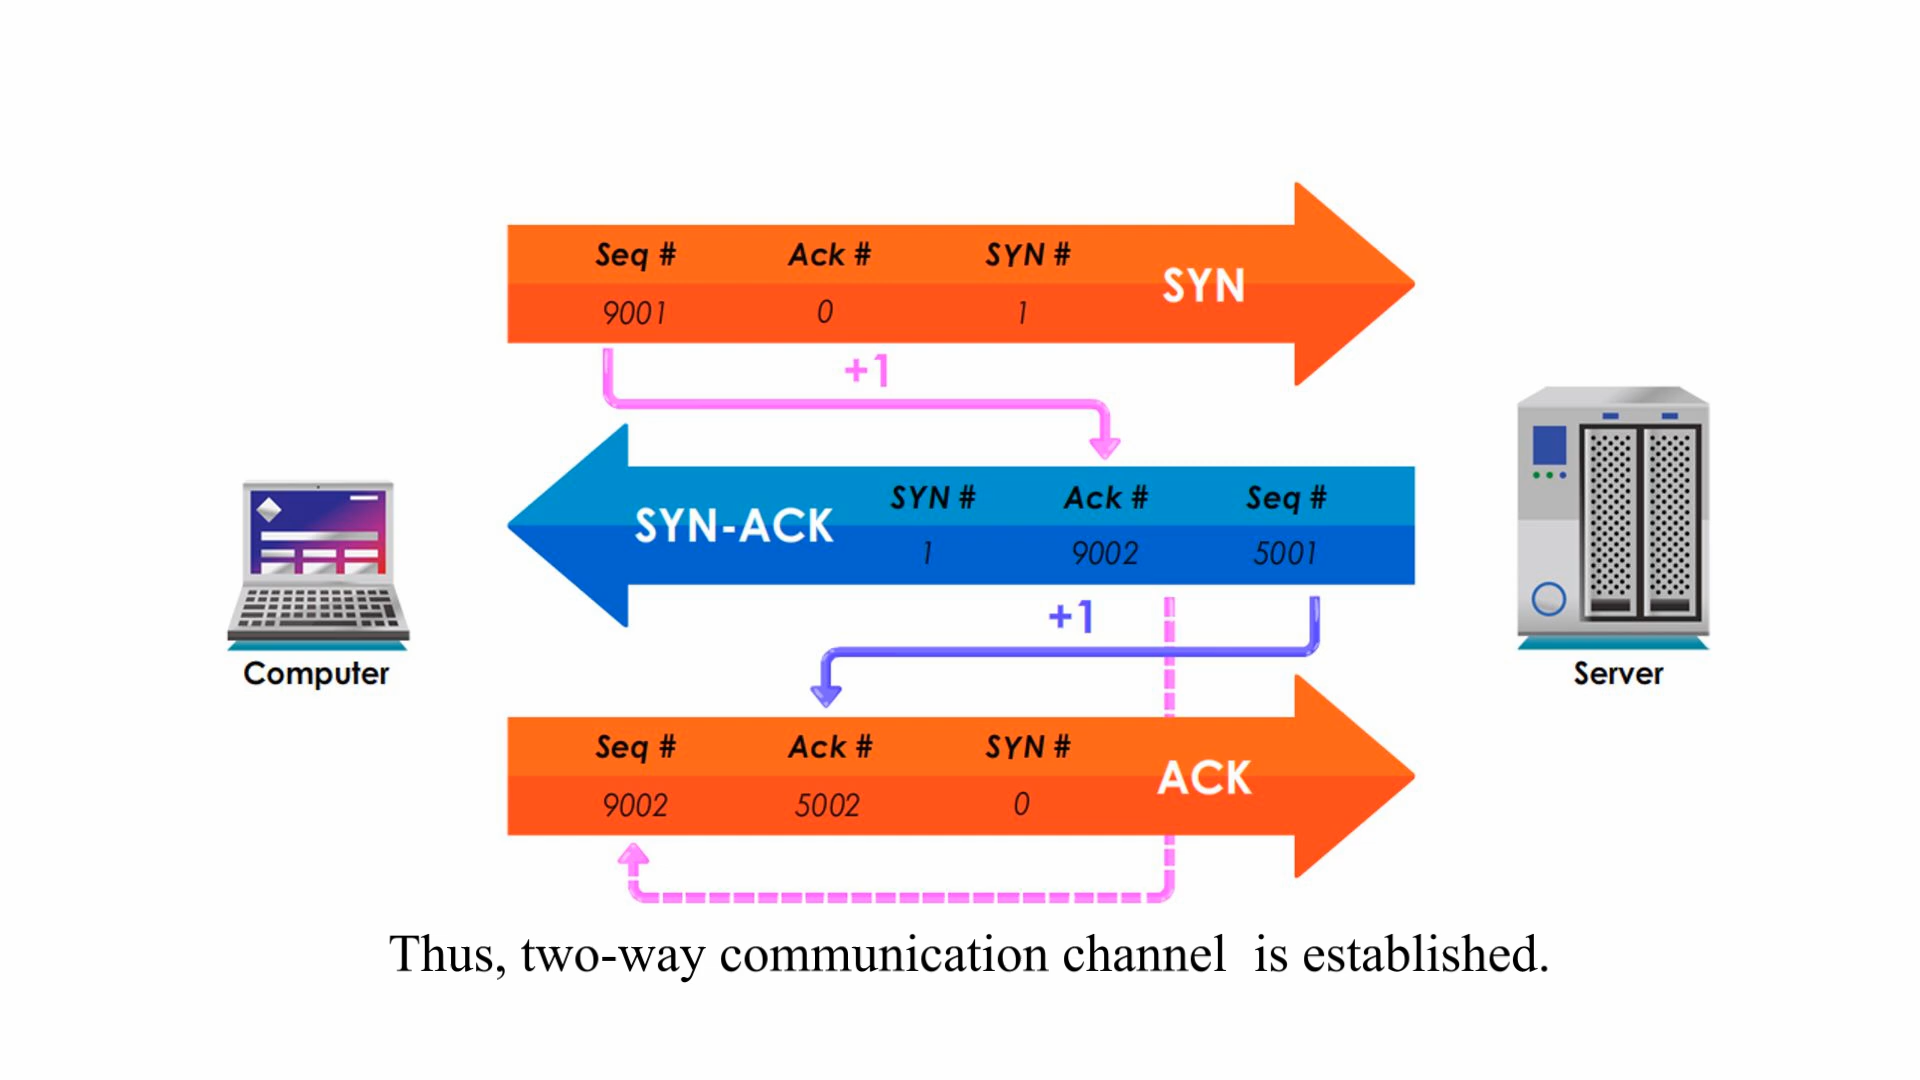 Seq # Ack # SYN #
SYN
9001 0 1
+1
SYN # Ack # Seq #
SYN-ACK
1 9002 5001
+1
Computer
Server
Seq # Ack # SYN #
ACK
9002 5002 0
Thus, two-way communication channel  is established.